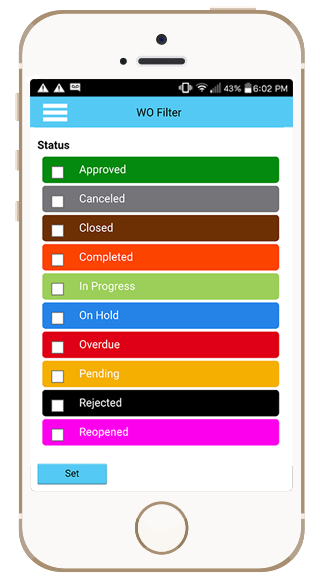 43% 6:02 PM
WO Filter
Status
Approved
Canceled
Closed
Completed
In Progress
On Hold
Overdue
Pending
Rejected
Reopened
Set